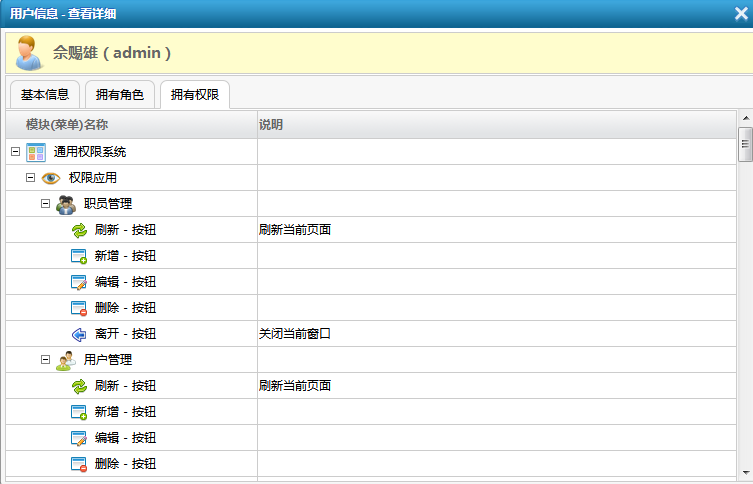 用户信息 - 查看详细
佘赐雄（admin）
基本信息 拥有角色 拥有权限
模块(菜单)名称 说明
通用权限系统
权限应用
职员管理
刷新 - 按钮 刷新当前页面
新增 - 按钮
编辑 - 按钮
删除 - 按钮
离开 - 按钮 关闭当前窗口
用户管理
刷新 - 按钮 刷新当前页面
新增 - 按钮
编辑 - 按钮
删除 - 按钮